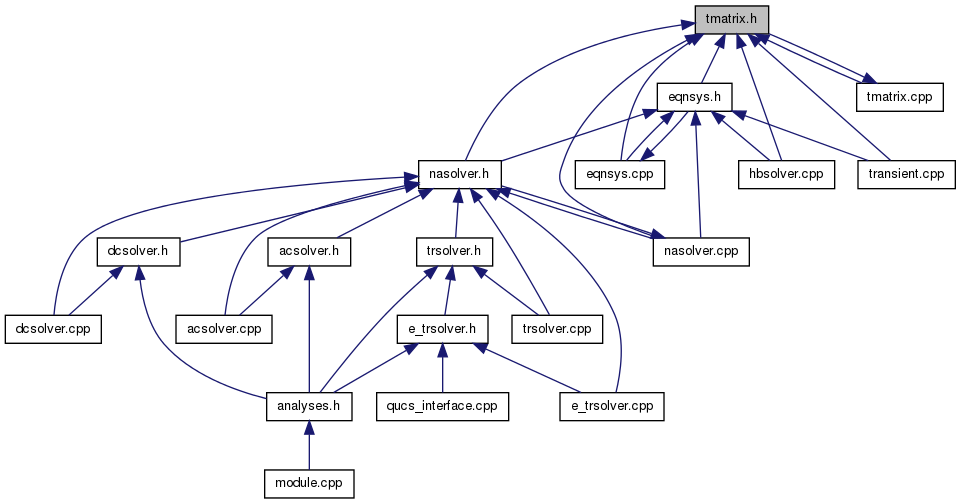 tmatrix.h
eqnsys.h
tmatrix.cpp
nasolver.h
eqnsys.cpp
hbsolver.cpp
transient.cpp
dcsolver.h
acsolver.h
trsolver.h
nasolver.cpp
dcsolver.cpp
acsolver.cpp
e_trsolver.h
trsolver.cpp
analyses.h
qucs_interface.cpp
e_trsolver.cpp
module.cpp